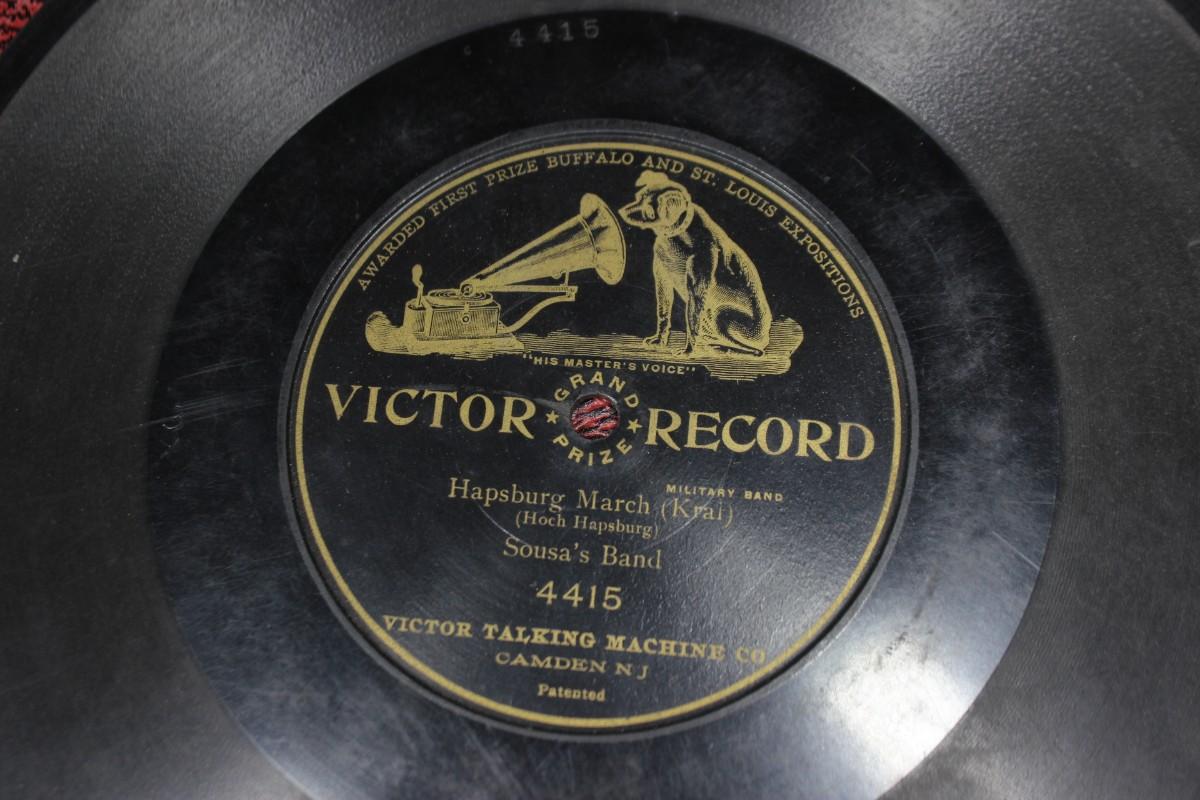 4415
AWARDED FIRST PRIZE BUFFALO AND ST. LOUIS EXPOSITIONS
"HIS MASTER'S VOICE"
VICTOR RECORD
GRAND PRIZE
MILITARY BAND
Hapsburg March (Kral)
(Hoch Hapsburg)
Sousa's Band
4415
VICTOR TALKING MACHINE CO
CAMDEN N J
Patented